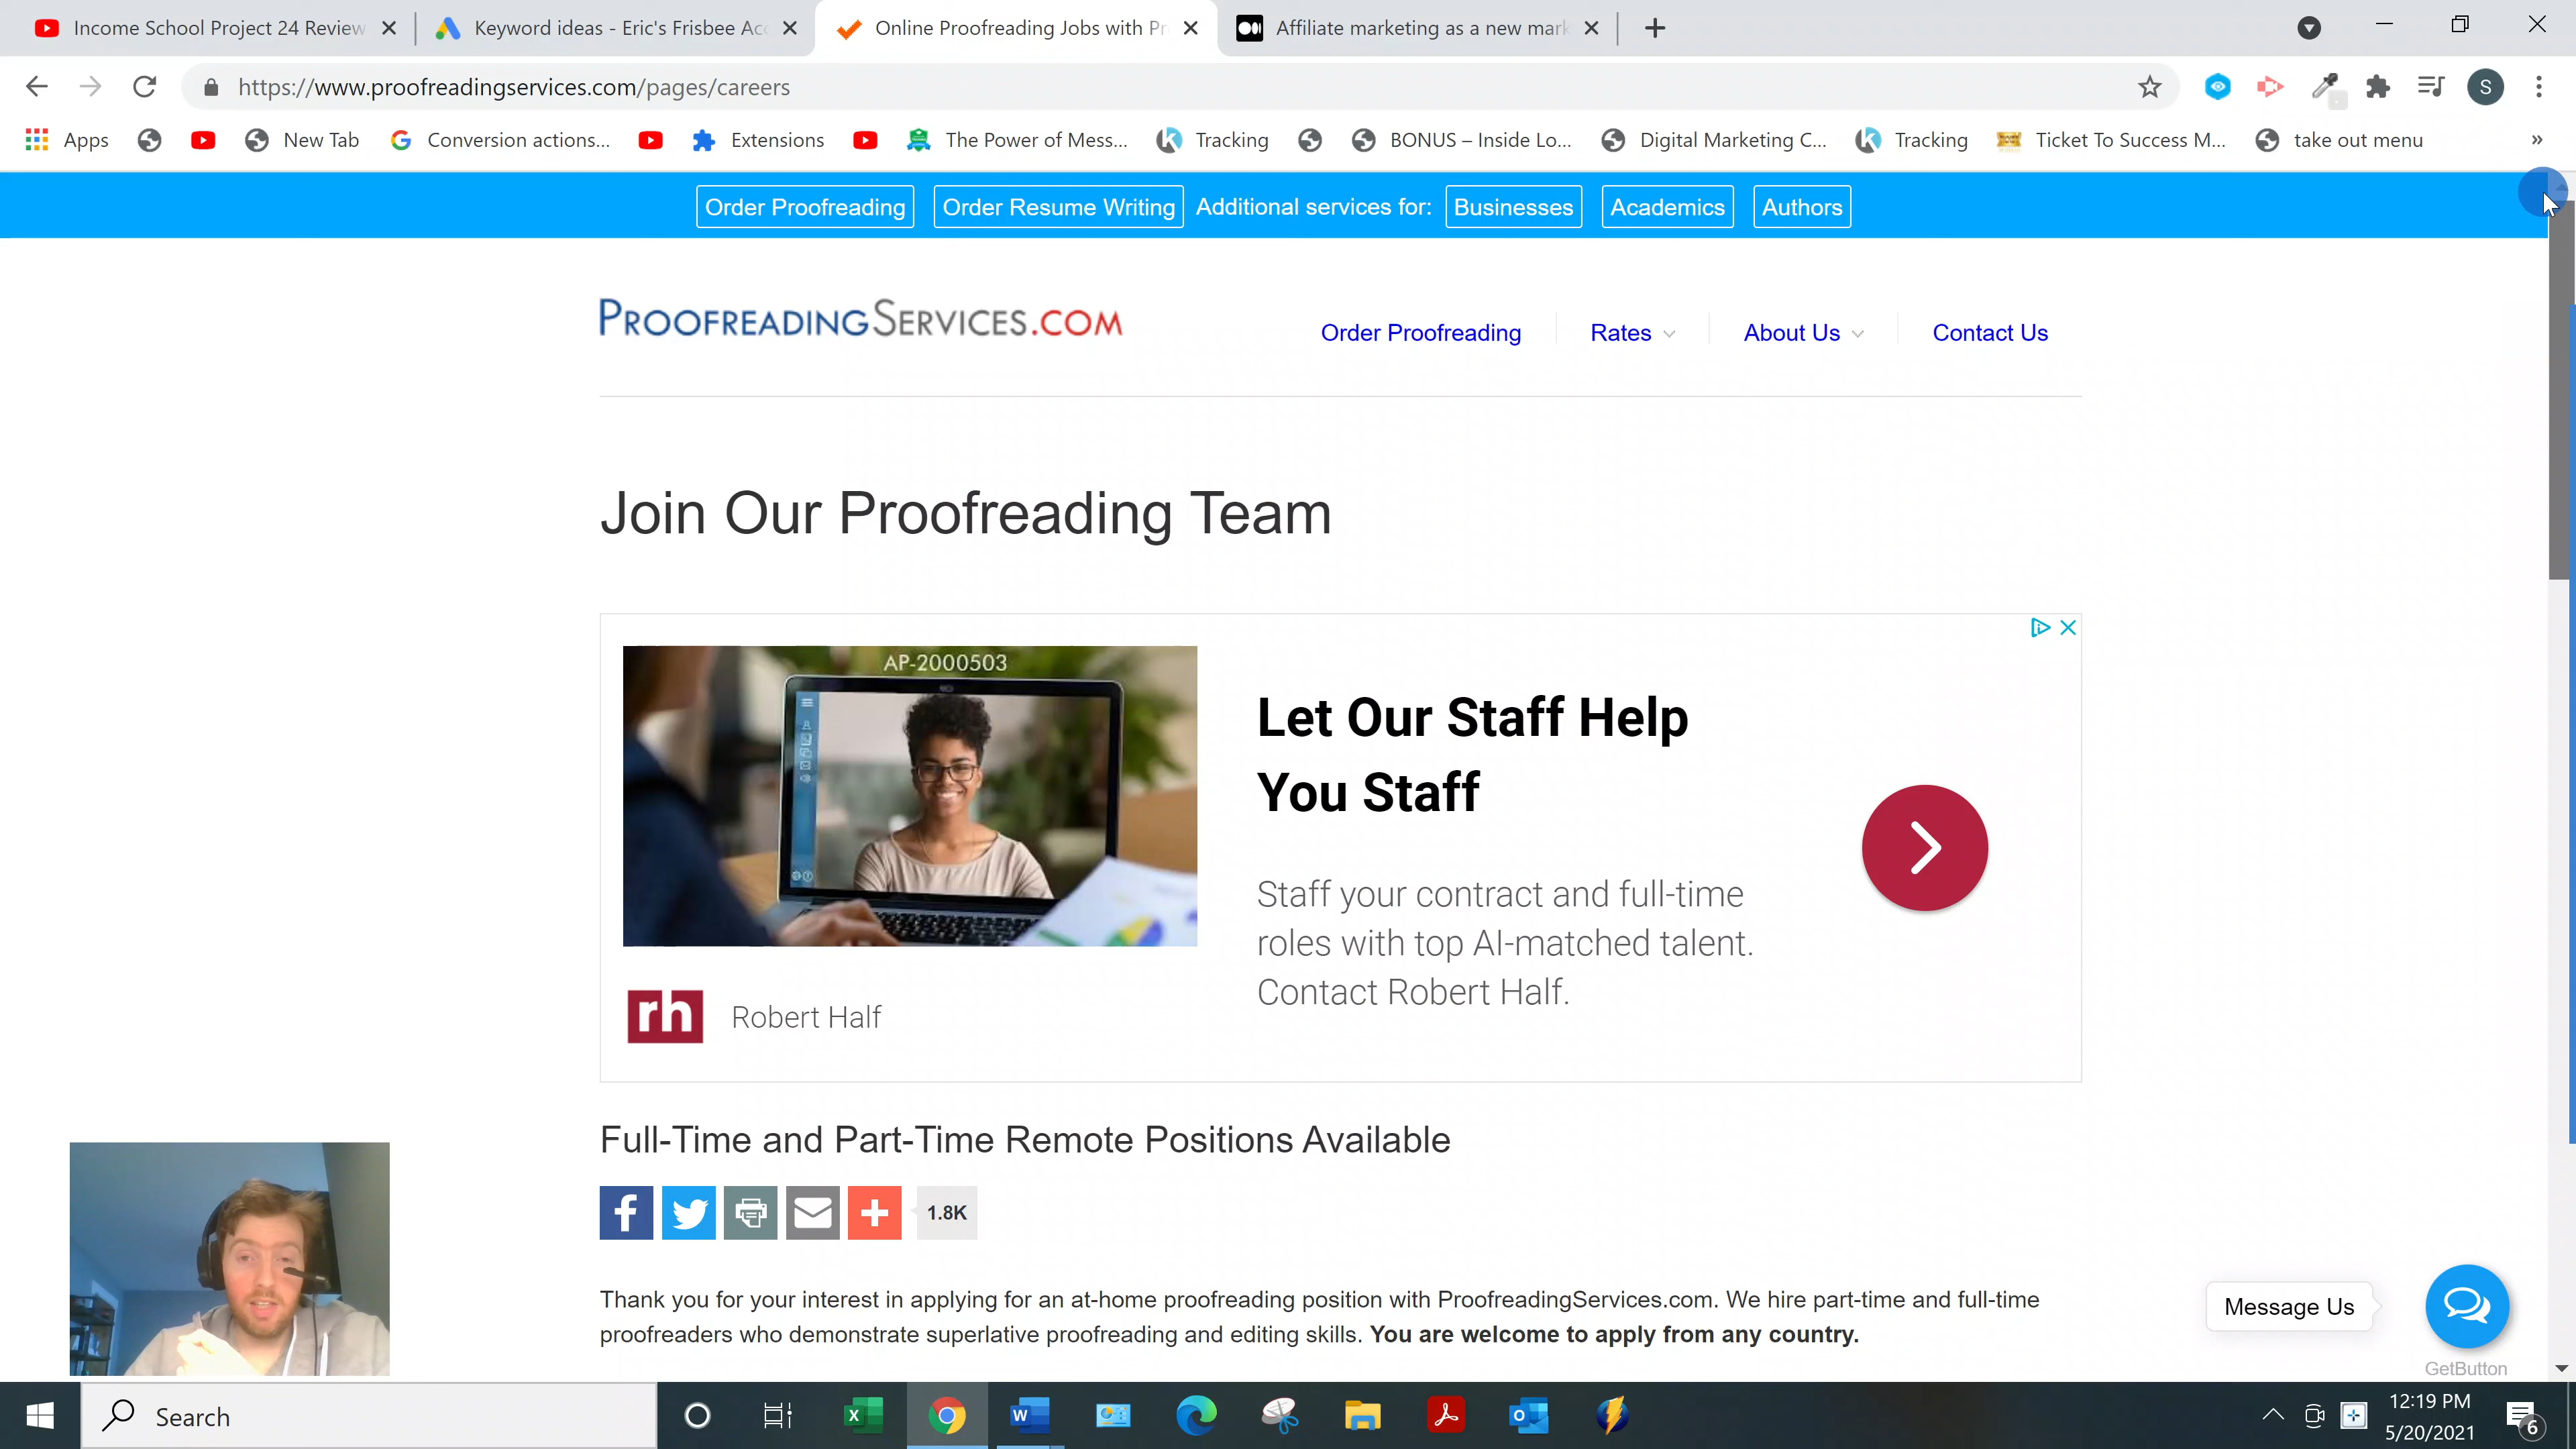 Income School Project 24 Review
Keyword ideas - Eric's Frisbee Acc
Online Proofreading Jobs with Pr
Affiliate marketing as a new mark
https://www.proofreadingservices.com/pages/careers
S
Apps
New Tab
Conversion actions...
Extensions
The Power of Mess...
Tracking
BONUS – Inside Lo...
Digital Marketing C...
Tracking
Ticket To Success M...
take out menu
»
Order Proofreading
Order Resume Writing
Additional services for:
Businesses
Academics
Authors
PROOFREADINGSERVICES.COM
Order Proofreading
Rates
About Us
Contact Us
Join Our Proofreading Team
AP-2000503
Let Our Staff Help
You Staff
Staff your contract and full-time
roles with top AI-matched talent.
Contact Robert Half.
rh
Robert Half
Full-Time and Part-Time Remote Positions Available
1.8K
Thank you for your interest in applying for an at-home proofreading position with ProofreadingServices.com. We hire part-time and full-time
proofreaders who demonstrate superlative proofreading and editing skills. You are welcome to apply from any country.
Message Us
GetButton
Search
12:19 PM
5/20/2021
6